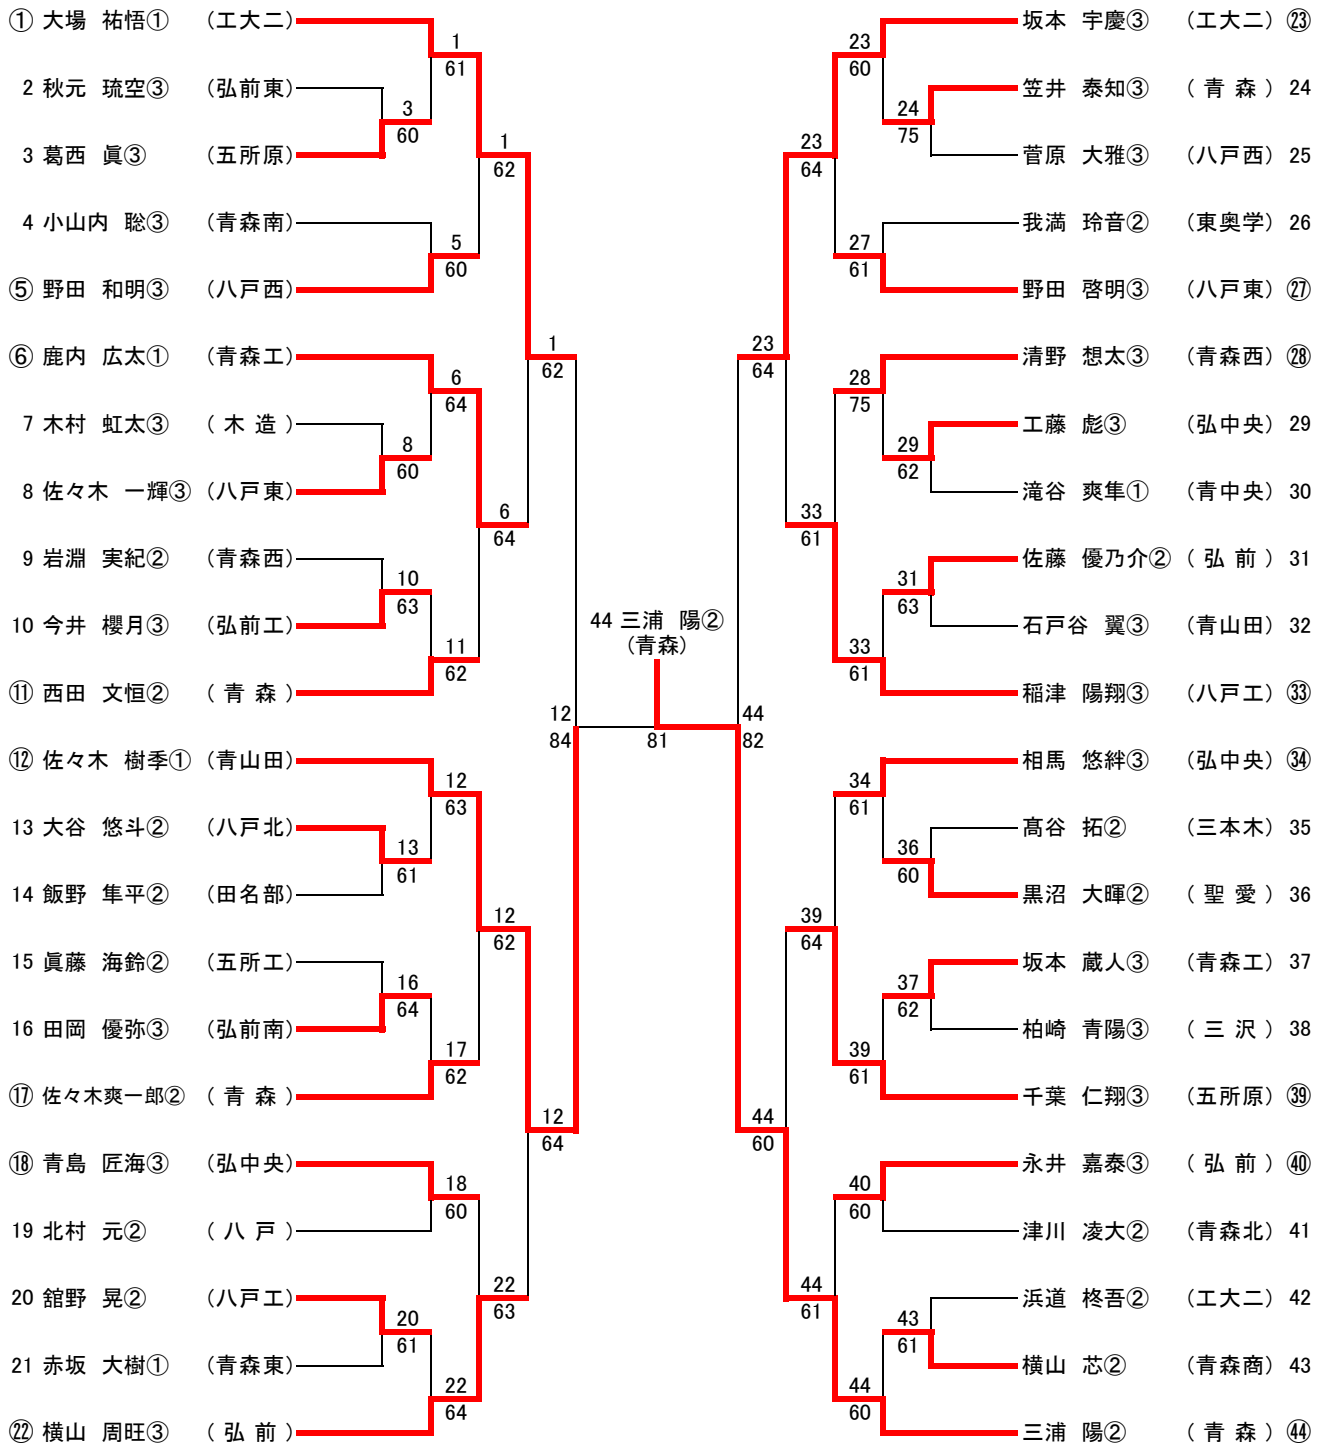 ① 大場 祐悟① (工大二)
2 秋元 琉空③ (弘前東)
3 葛西 眞③ (五所原)
4 小山内 聡③ (青森南)
⑤ 野田 和明③ (八戸西)
⑥ 鹿内 広太① (青森工)
7 木村 虹太③ (木造)
8 佐々木 一輝③ (八戸東)
9 岩淵 実紀② (青森西)
10 今井 櫻月③ (弘前工)
⑪ 西田 文恒② (青森)
⑫ 佐々木 樹季① (青山田)
13 大谷 悠斗② (八戸北)
14 飯野 隼平② (田名部)
15 眞藤 海鈴② (五所工)
16 田岡 優弥③ (弘前南)
⑰ 佐々木爽一郎② (青森)
⑱ 青島 匠海③ (弘中央)
19 北村 元② (八戸)
20 舘野 晃② (八戸工)
21 赤坂 大樹① (青森東)
㉒ 横山 周旺③ (弘前)
3
60
8
60
10
63
13
61
16
64
20
61
1
61
5
60
6
64
11
62
12
63
17
62
18
60
22
64
1
62
6
64
12
62
22
63
1
62
12
64
12
84
44 三浦 陽②
(青森)
81
44
82
23
64
44
60
23
64
33
61
39
64
44
61
23
60
27
61
28
75
33
61
34
61
39
61
40
60
44
60
24
75
29
62
31
63
36
60
37
62
43
61
坂本 宇慶③ (工大二) ㉓
笠井 泰知③ (青森) 24
菅原 大雅③ (八戸西) 25
我満 玲音② (東奥学) 26
野田 啓明③ (八戸東) ㉗
清野 想太③ (青森西) ㉘
工藤 彪③ (弘中央) 29
滝谷 爽隼① (青中央) 30
佐藤 優乃介② (弘前) 31
石戸谷 翼③ (青山田) 32
稲津 陽翔③ (八戸工) ㉝
相馬 悠絆③ (弘中央) ㉞
髙谷 拓② (三本木) 35
黒沼 大暉② (聖愛) 36
坂本 蔵人③ (青森工) 37
柏崎 青陽③ (三沢) 38
千葉 仁翔③ (五所原) ㊴
永井 嘉泰③ (弘前) ㊵
津川 凌大② (青森北) 41
浜道 柊吾② (工大二) 42
横山 芯② (青森商) 43
三浦 陽② (青森) ㊹